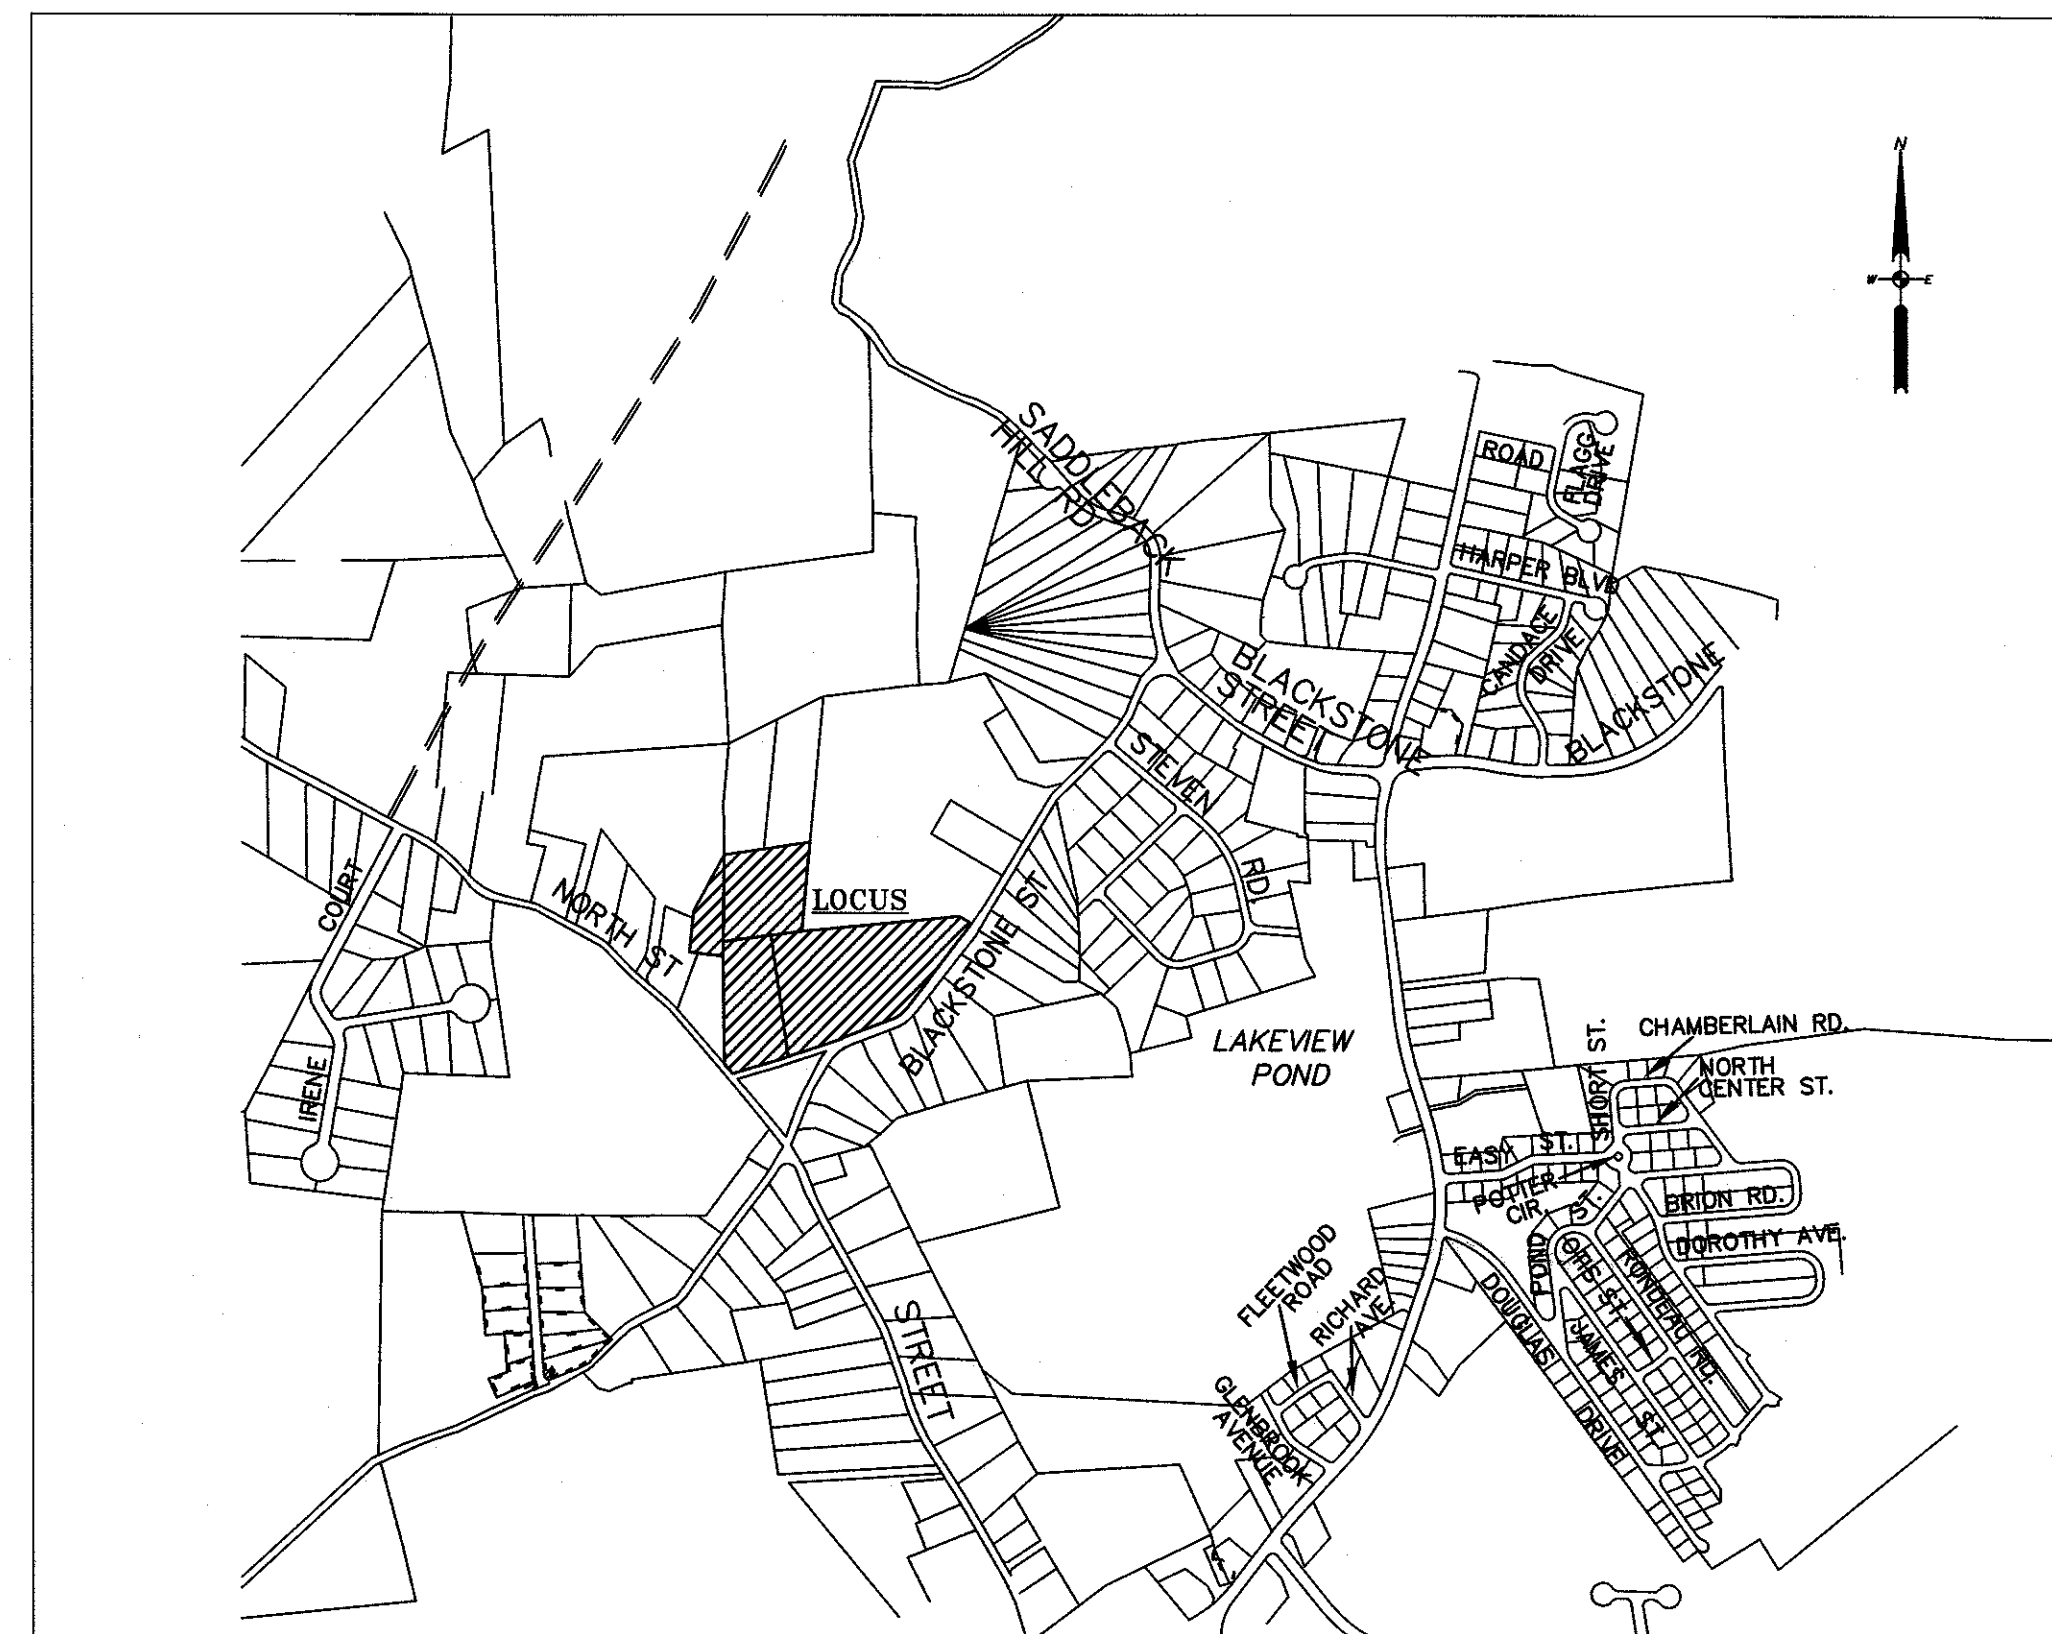 N
W
E
SADDLEBACK
HILL RD
ROAD
FLAGG
DRIVE
HARPER BLVD
CANDACE
DRIVE
BLACKSTONE
STREET
BLACKSTONE
STEVEN
RD.
COURT
NORTH ST
LOCUS
BLACKSTONE ST
IRENE
LAKEVIEW
POND
SHORT ST.
CHAMBERLAIN RD.
NORTH
CENTER ST.
EASY ST.
POTTER
CIR.
BRION RD.
DOROTHY AVE.
POND ST.
ORIS ST.
RONDEAU RD.
JAMES ST
DOUGLAS DRIVE
FLEETWOOD
ROAD
RICHARD
AVE.
GLENBROOK
AVENUE
STREET